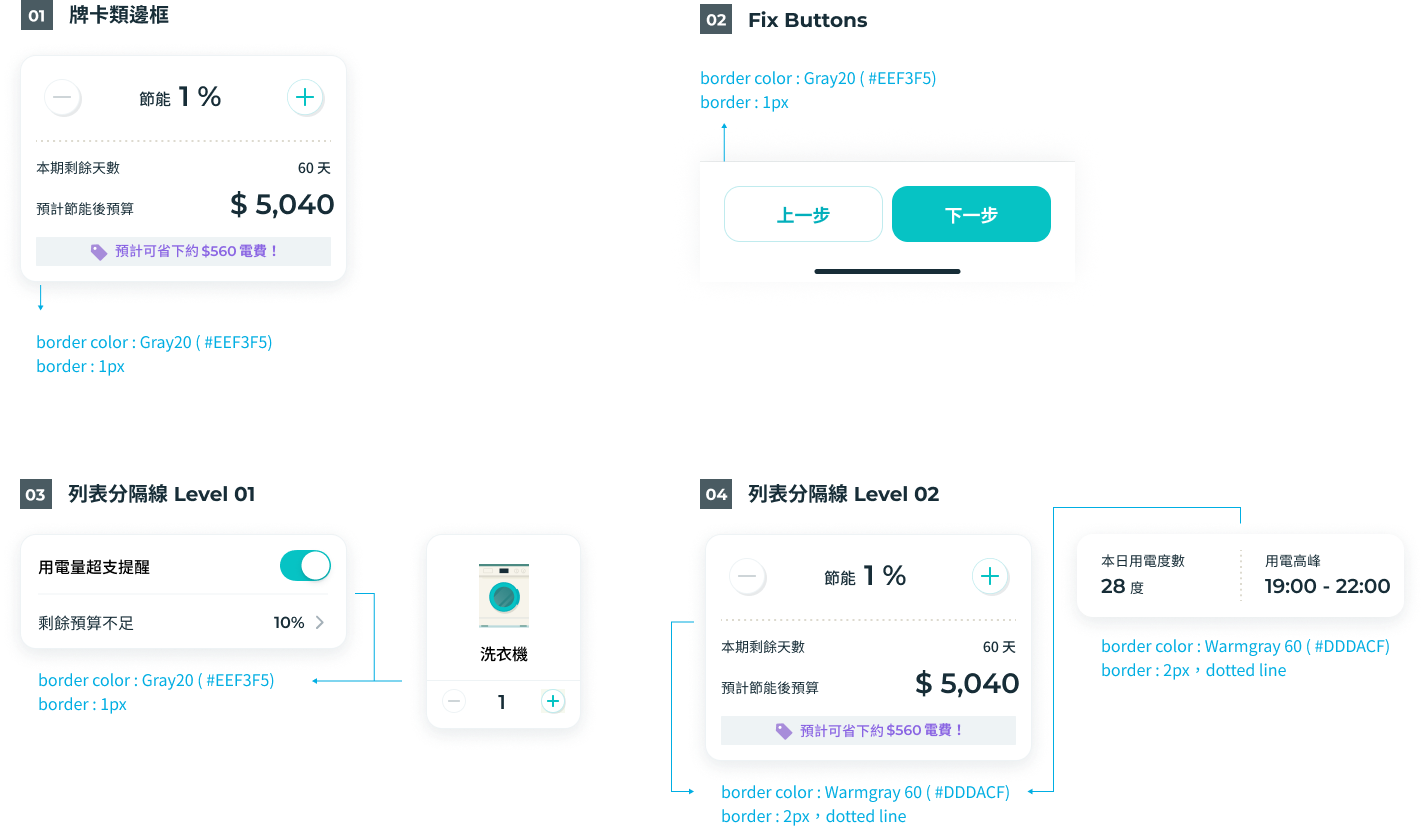 01 牌卡類邊框
節能 1 %
本期剩餘天數 60 天
預計節能後預算 $ 5,040
預計可省下約 $560 電費！
border color : Gray20 ( #EEF3F5)
border : 1px
02 Fix Buttons
border color : Gray20 ( #EEF3F5)
border : 1px
上一步 下一步
03 列表分隔線 Level 01
用電量超支提醒
剩餘預算不足 10%
border color : Gray20 ( #EEF3F5)
border : 1px
洗衣機
1
04 列表分隔線 Level 02
節能 1 %
本期剩餘天數 60 天
預計節能後預算 $ 5,040
預計可省下約 $560 電費！
border color : Warmgray 60 ( #DDDACF)
border : 2px，dotted line
本日用電度數 用電高峰
28 度 19:00 - 22:00
border color : Warmgray 60 ( #DDDACF)
border : 2px，dotted line